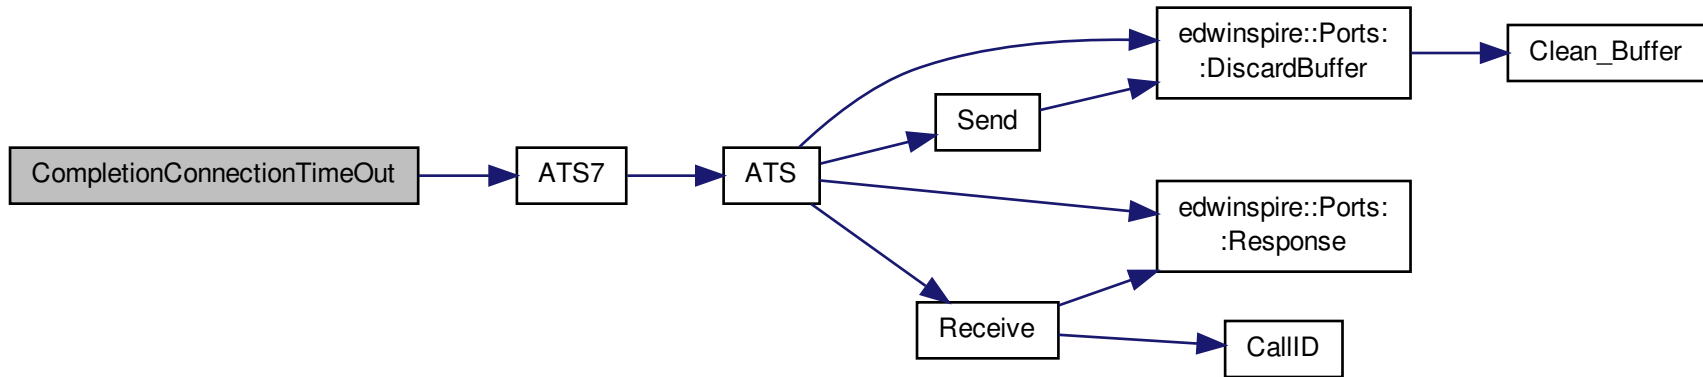 CompletionConnectionTimeOut
ATS7
ATS
edwinspire::Ports:
:DiscardBuffer
Clean_Buffer
Send
edwinspire::Ports:
:Response
Receive
CallID